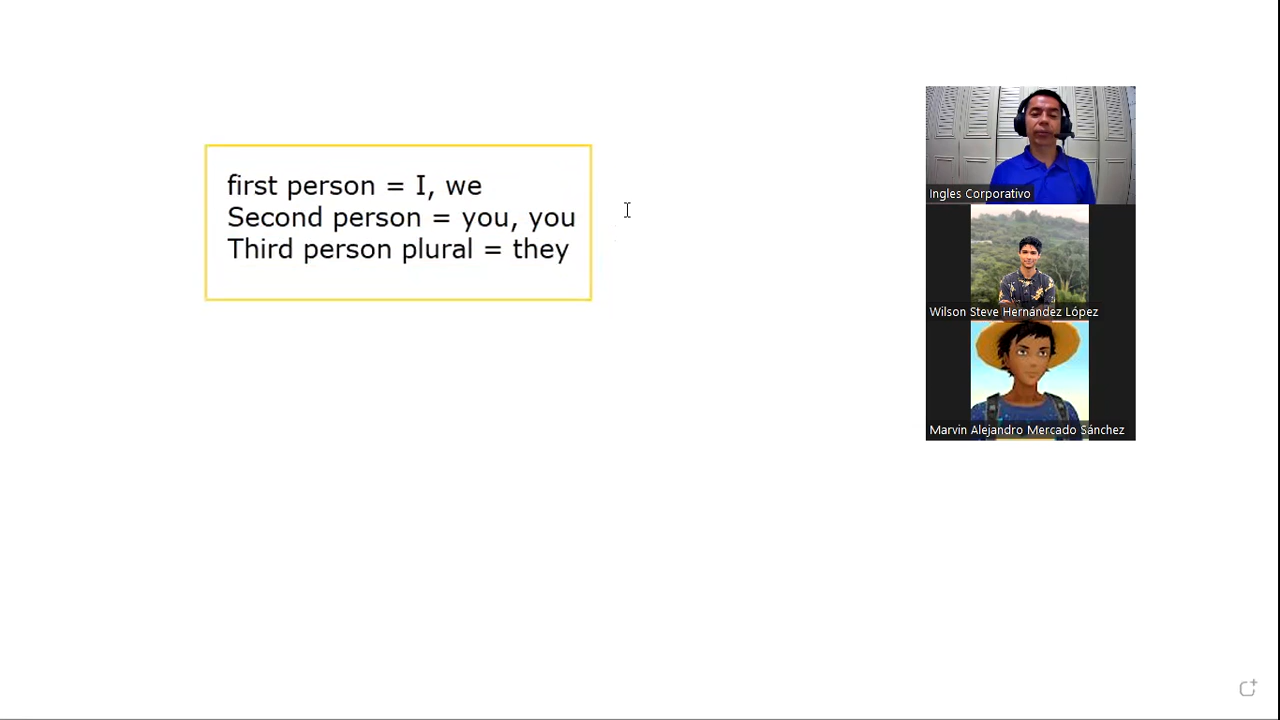 first person = I, we
Second person = you, you
Third person plural = they
Ingles Corporativo
Wilson Steve Hernández López
Marvin Alejandro Mercado Sánchez